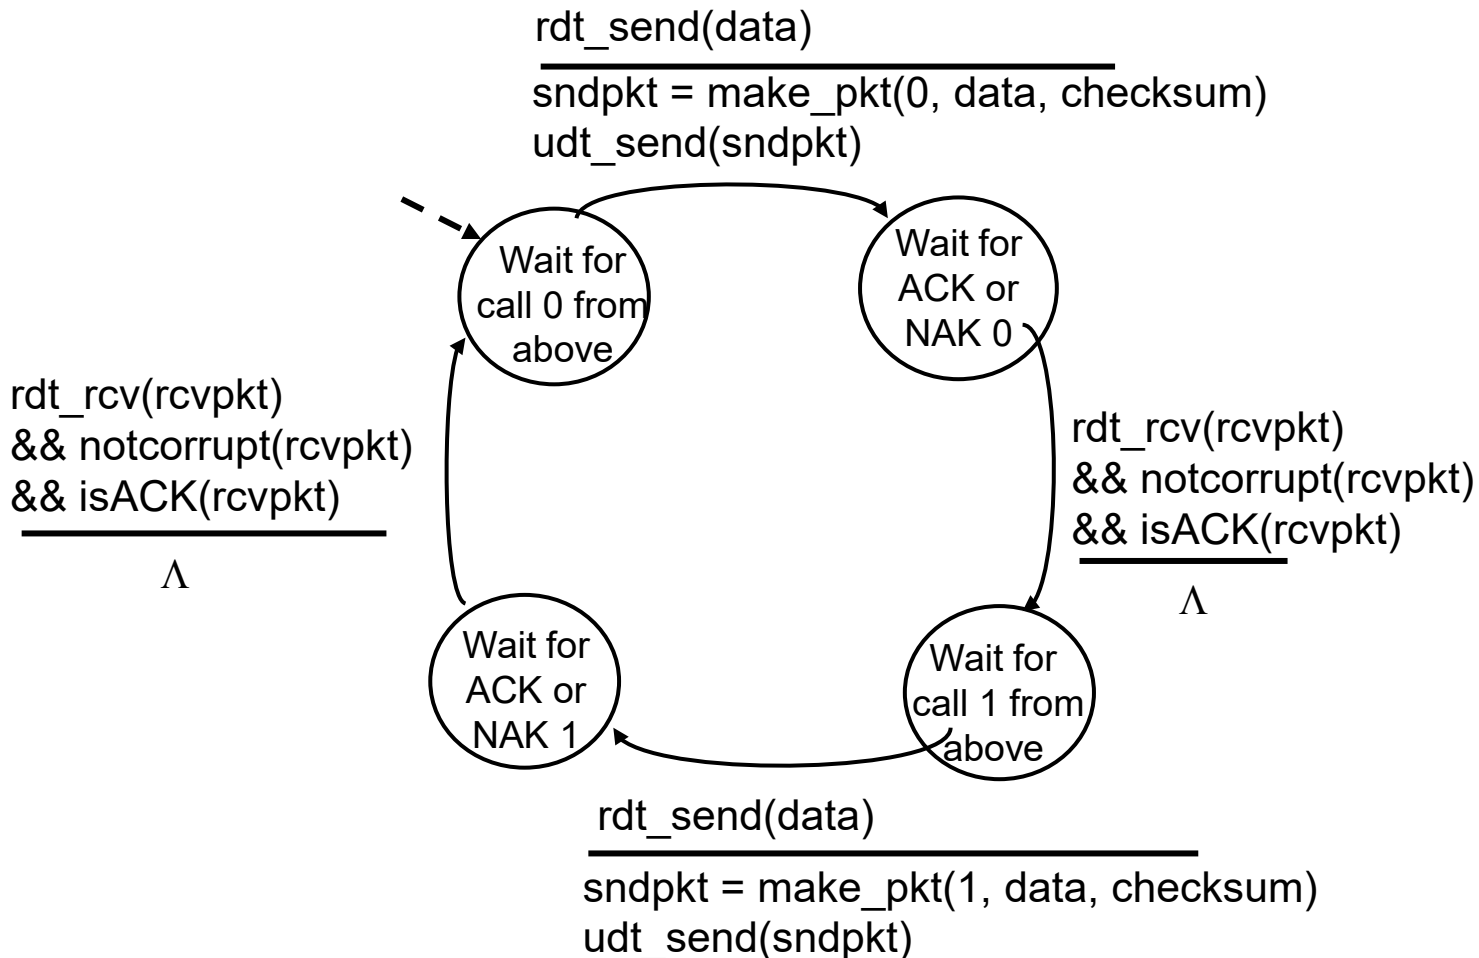 rdt_send(data)
sndpkt = make_pkt(0, data, checksum)
udt_send(sndpkt)
Wait for
call 0 from
above
Wait for
ACK or
NAK 0
rdt_rcv(rcvpkt)
&& notcorrupt(rcvpkt)
&& isACK(rcvpkt)
Λ
rdt_rcv(rcvpkt)
&& notcorrupt(rcvpkt)
&& isACK(rcvpkt)
Λ
Wait for
ACK or
NAK 1
Wait for
call 1 from
above
rdt_send(data)
sndpkt = make_pkt(1, data, checksum)
udt_send(sndpkt)